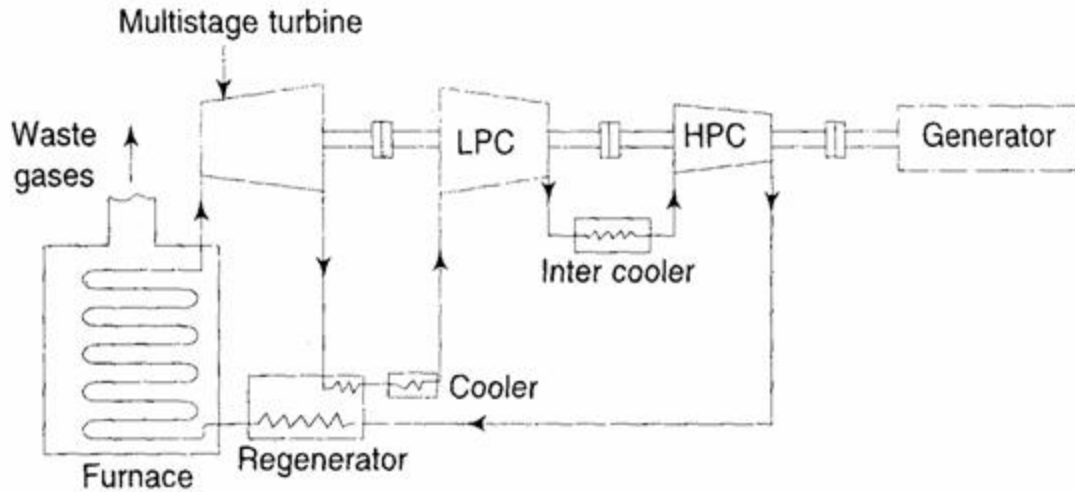 Multistage turbine
Waste
gases
LPC
HPC
Generator
Inter cooler
Cooler
Regenerator
Furnace